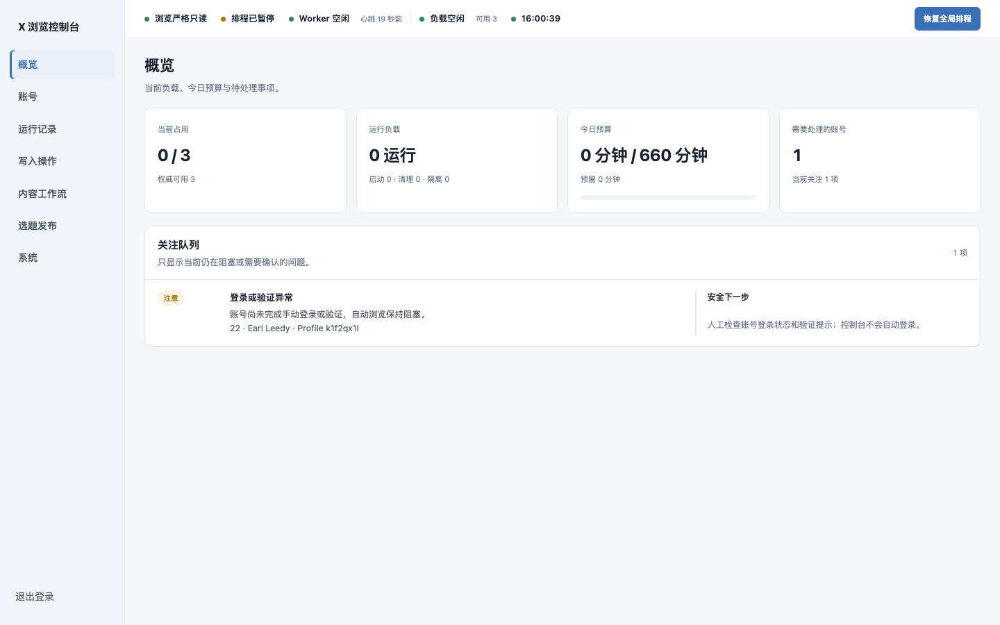 X 浏览控制台
概览
账号
运行记录
写入操作
内容工作流
选题发布
系统
退出登录
浏览严格只读 排程已暂停 Worker 空闲 心跳 19 秒前 负载空闲 可用 3 16:00:39 恢复全局排程
概览
当前负载、今日预算与待处理事项。
当前占用
0 / 3
权威可用 3
运行负载
0 运行
启动 0 · 清理 0 · 隔离 0
今日预算
0 分钟 / 660 分钟
预留 0 分钟
需要处理的账号
1
当前关注 1 项
关注队列
只显示当前仍在阻塞或需要确认的问题。
1 项
注意
登录或验证异常
账号尚未完成手动登录或验证，自动浏览保持阻塞。
22 · Earl Leedy · Profile k1f2qx1l
安全下一步
人工检查账号登录状态和验证提示；控制台不会自动登录。